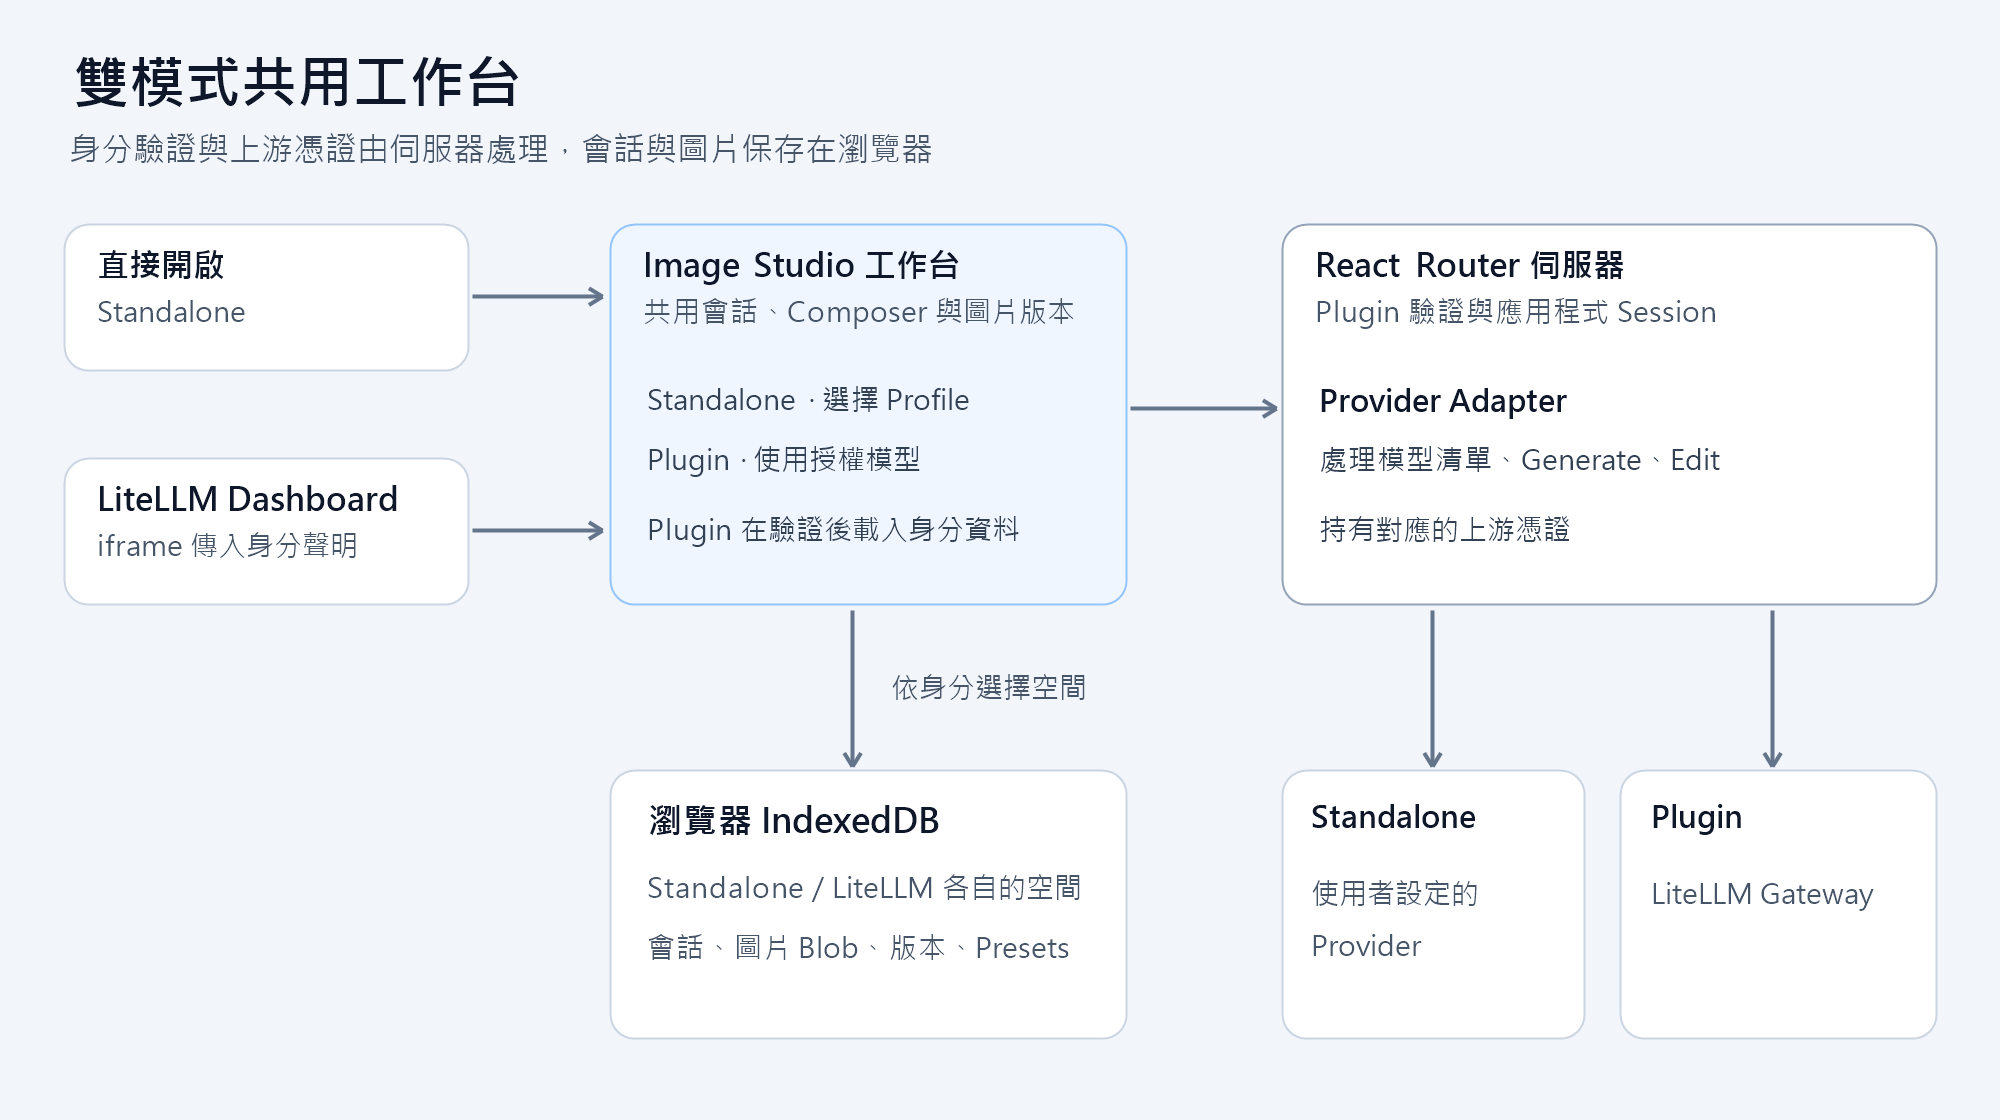 雙模式共用工作台
身分驗證與上游憑證由伺服器處理，會話與圖片保存在瀏覽器
直接開啟
Standalone
LiteLLM Dashboard
iframe 傳入身分聲明
Image Studio 工作台
共用會話、Composer 與圖片版本
Standalone · 選擇 Profile
Plugin · 使用授權模型
Plugin 在驗證後載入身分資料
React Router 伺服器
Plugin 驗證與應用程式 Session
Provider Adapter
處理模型清單、Generate、Edit
持有對應的上游憑證
依身分選擇空間
瀏覽器 IndexedDB
Standalone / LiteLLM 各自的空間
會話、圖片 Blob、版本、Presets
Standalone
使用者設定的
Provider
Plugin
LiteLLM Gateway